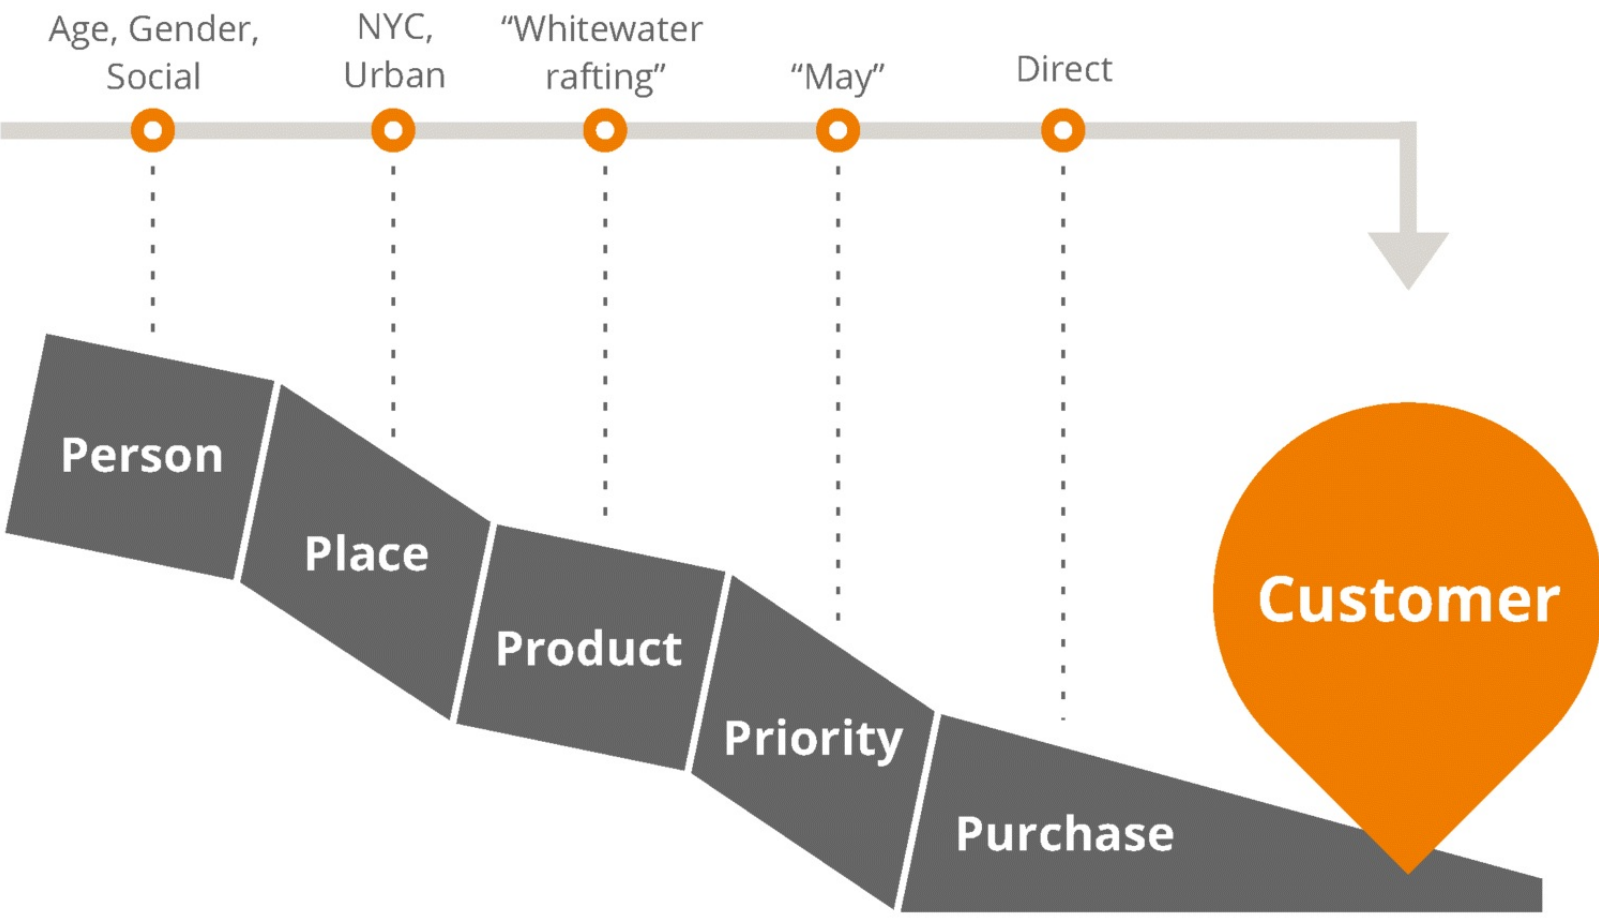 Age, Gender,
Social
NYC,
Urban
“Whitewater
rafting”
“May”
Direct
Person
Place
Product
Priority
Purchase
Customer